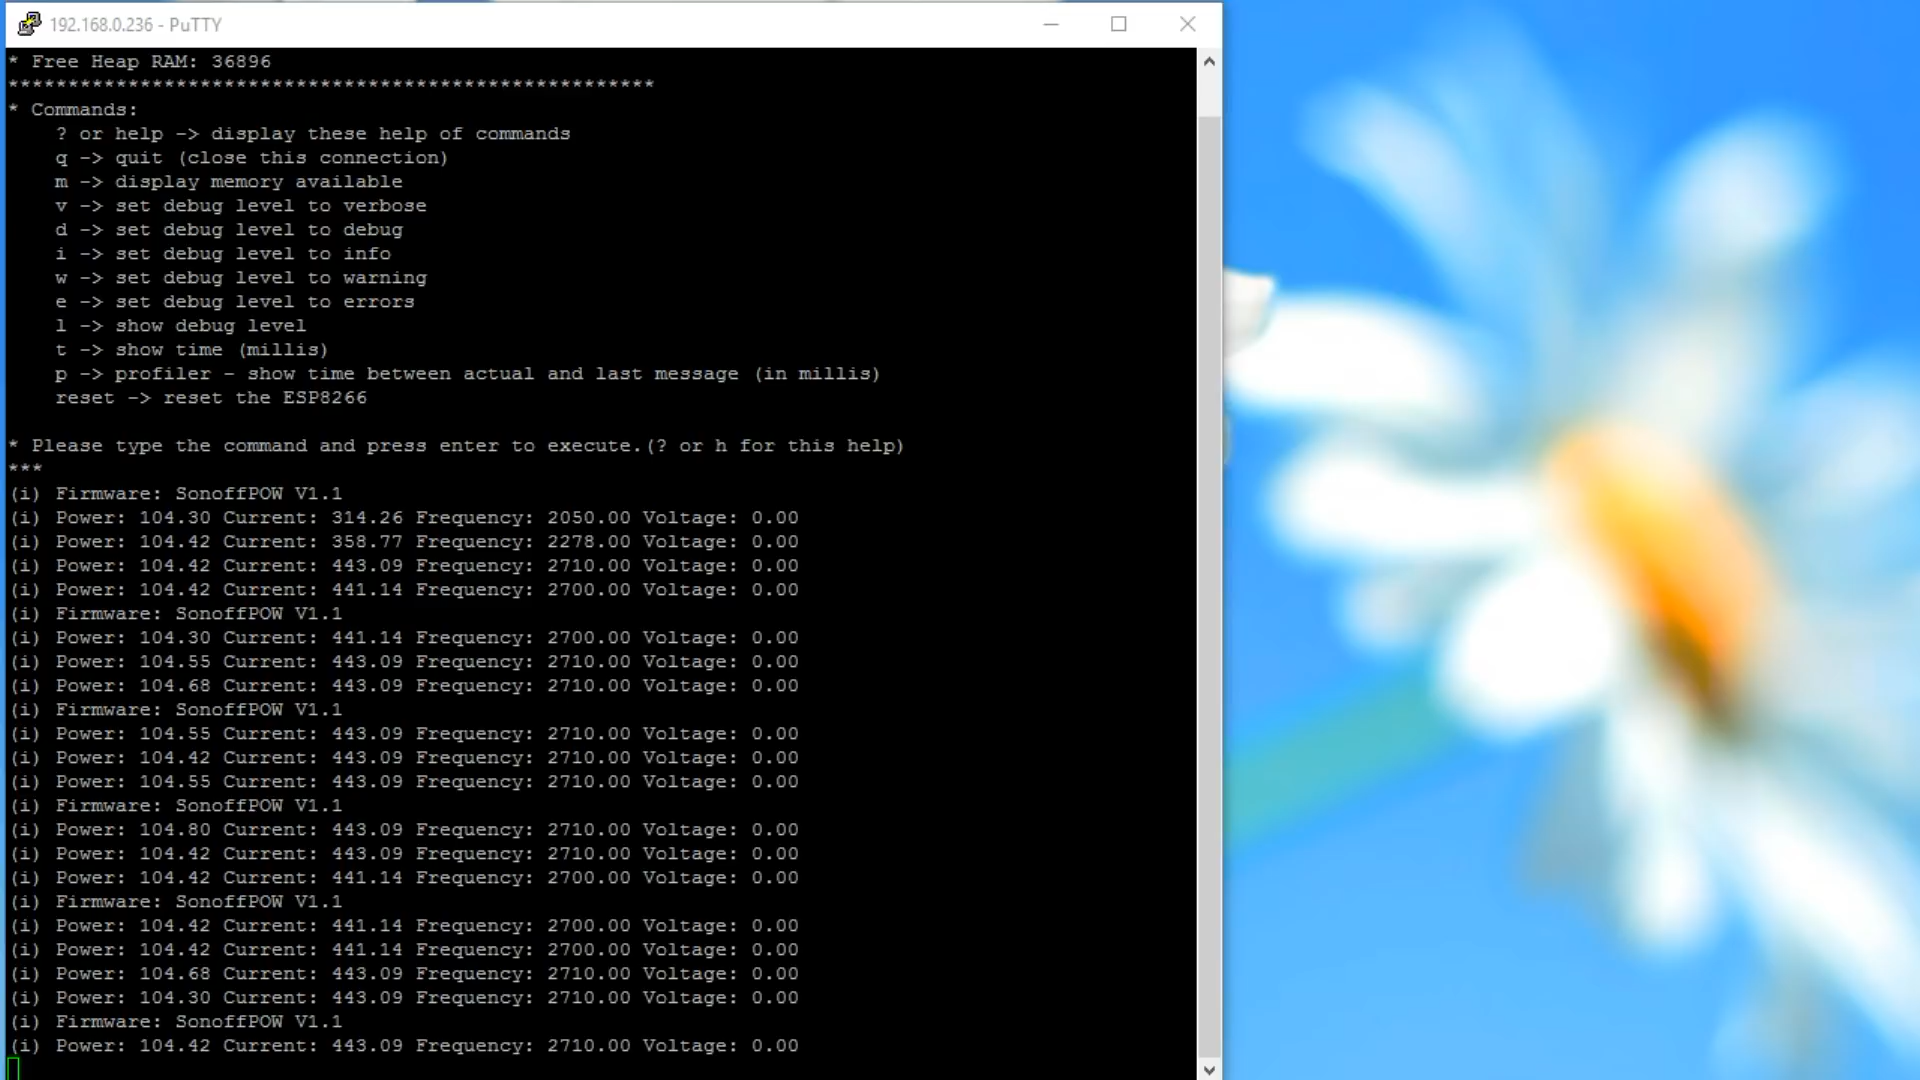 192.168.0.236 - PuTTY
* Free Heap RAM: 36896
******************************************************
* Commands:
    ? or help -> display these help of commands
    q -> quit (close this connection)
    m -> display memory available
    v -> set debug level to verbose
    d -> set debug level to debug
    i -> set debug level to info
    w -> set debug level to warning
    e -> set debug level to errors
    l -> show debug level
    t -> show time (millis)
    p -> profiler - show time between actual and last message (in millis)
    reset -> reset the ESP8266
* Please type the command and press enter to execute.(? or h for this help)
***
(i) Firmware: SonoffPOW V1.1
(i) Power: 104.30 Current: 314.26 Frequency: 2050.00 Voltage: 0.00
(i) Power: 104.42 Current: 358.77 Frequency: 2278.00 Voltage: 0.00
(i) Power: 104.42 Current: 443.09 Frequency: 2710.00 Voltage: 0.00
(i) Power: 104.42 Current: 441.14 Frequency: 2700.00 Voltage: 0.00
(i) Firmware: SonoffPOW V1.1
(i) Power: 104.30 Current: 441.14 Frequency: 2700.00 Voltage: 0.00
(i) Power: 104.55 Current: 443.09 Frequency: 2710.00 Voltage: 0.00
(i) Power: 104.68 Current: 443.09 Frequency: 2710.00 Voltage: 0.00
(i) Firmware: SonoffPOW V1.1
(i) Power: 104.55 Current: 443.09 Frequency: 2710.00 Voltage: 0.00
(i) Power: 104.42 Current: 443.09 Frequency: 2710.00 Voltage: 0.00
(i) Power: 104.55 Current: 443.09 Frequency: 2710.00 Voltage: 0.00
(i) Firmware: SonoffPOW V1.1
(i) Power: 104.80 Current: 443.09 Frequency: 2710.00 Voltage: 0.00
(i) Power: 104.42 Current: 443.09 Frequency: 2710.00 Voltage: 0.00
(i) Power: 104.42 Current: 441.14 Frequency: 2700.00 Voltage: 0.00
(i) Firmware: SonoffPOW V1.1
(i) Power: 104.42 Current: 441.14 Frequency: 2700.00 Voltage: 0.00
(i) Power: 104.42 Current: 441.14 Frequency: 2700.00 Voltage: 0.00
(i) Power: 104.68 Current: 443.09 Frequency: 2710.00 Voltage: 0.00
(i) Power: 104.30 Current: 443.09 Frequency: 2710.00 Voltage: 0.00
(i) Firmware: SonoffPOW V1.1
(i) Power: 104.42 Current: 443.09 Frequency: 2710.00 Voltage: 0.00